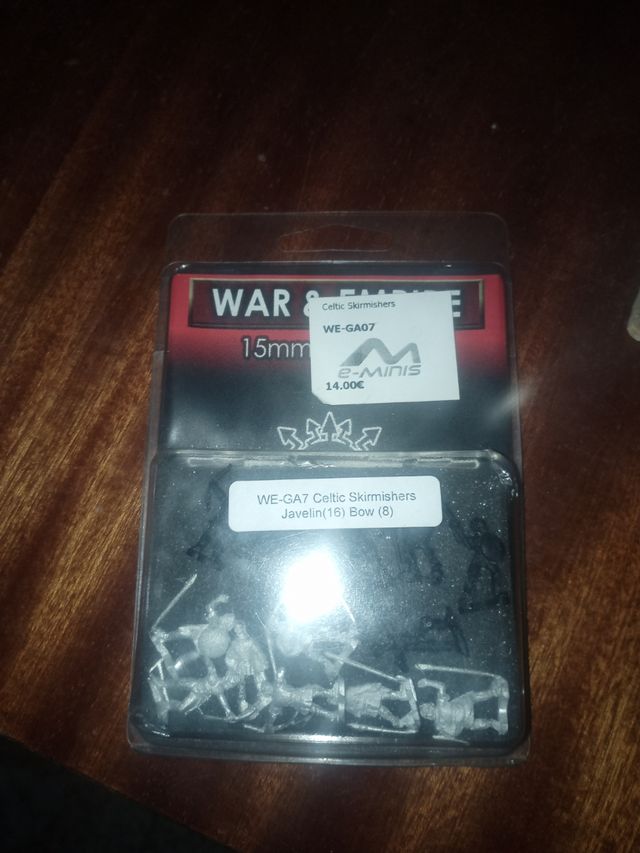 WAR & EMPIRE
15mm
Celtic Skirmishers
WE-GA07
e-MINIS
14.00€
WE-GA7 Celtic Skirmishers
Javelin(16) Bow (8)